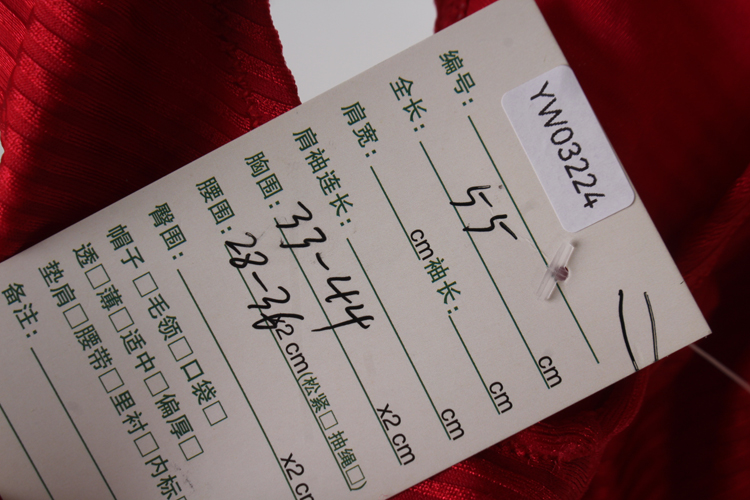 编号: YW03224
全长: 55 cm
肩宽: cm 袖长: cm
肩袖连长: cm
胸围: 33-44 x2 cm
腰围: 28-36 x2 cm(松紧□ 抽绳□)
臀围: x2 cm
帽子□毛领□口袋□
透□薄□适中□偏厚□
垫肩□腰带□里衬□内标□
备注: